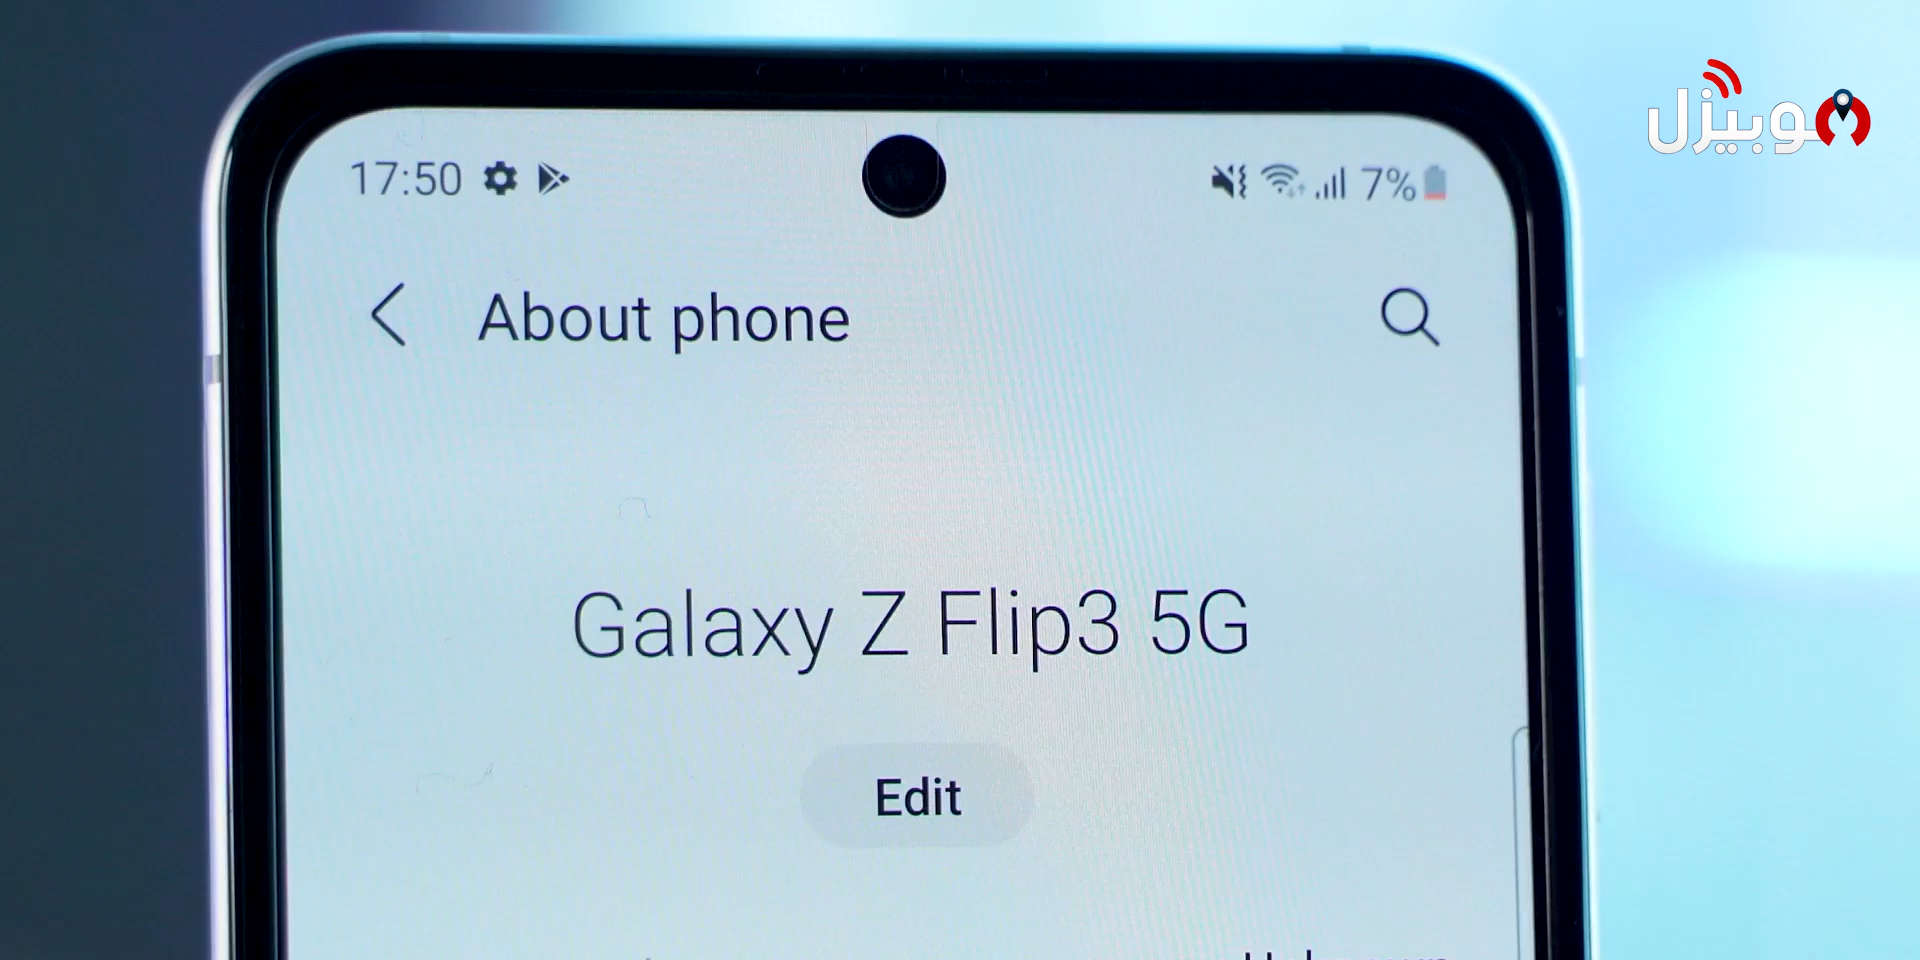 موبيزل
17:50 7%
About phone
Galaxy Z Flip3 5G
Edit